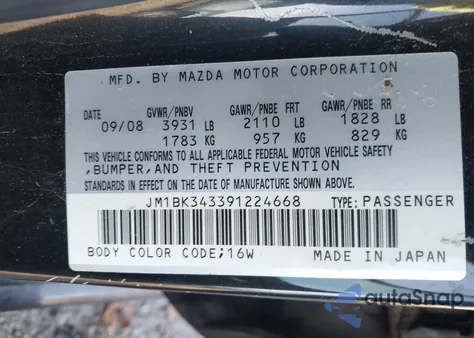 MFD. BY MAZDA MOTOR CORPORATION
DATE GVWR/PNBV GAWR/PNBE FRT GAWR/PNBE RR
09/08 3931 LB 2110 LB 1828 LB
1783 KG 957 KG 829 KG
THIS VEHICLE CONFORMS TO ALL APPLICABLE FEDERAL MOTOR VEHICLE SAFETY
,BUMPER,AND THEFT PREVENTION
STANDARDS IN EFFECT ON THE DATE OF MANUFACTURE SHOWN ABOVE.
JM1BK343391224668 TYPE: PASSENGER
BODY COLOR CODE;16W MADE IN JAPAN
autoSnap